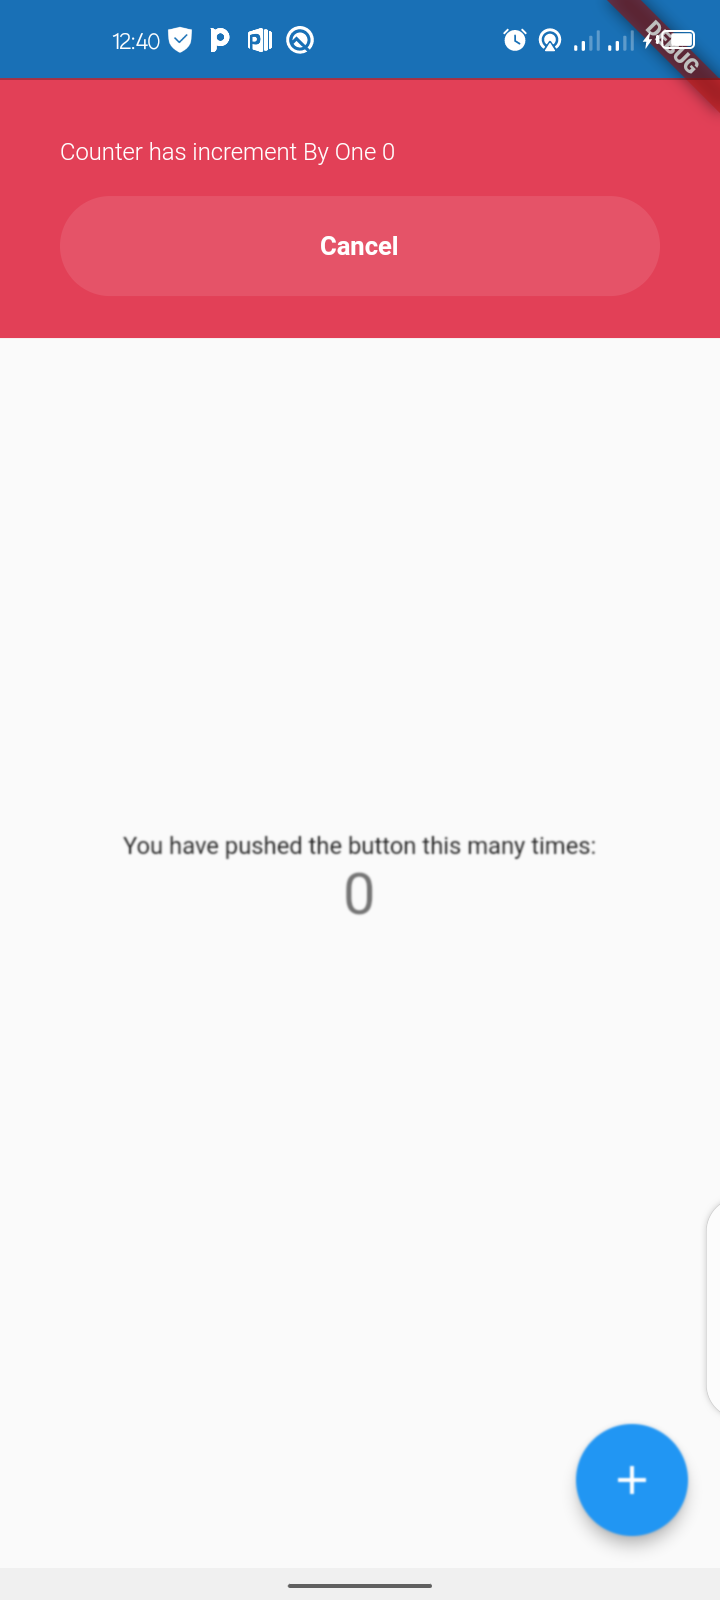 12:40
DEBUG
Counter has increment By One 0
Cancel
You have pushed the button this many times:
0